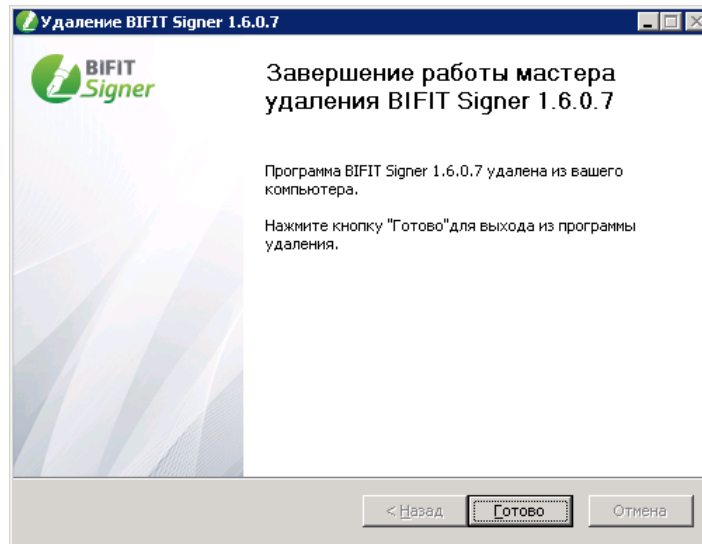 Удаление BIFIT Signer 1.6.0.7
BIFIT
Signer
Завершение работы мастера
удаления BIFIT Signer 1.6.0.7
Программа BIFIT Signer 1.6.0.7 удалена из вашего
компьютера.
Нажмите кнопку "Готово"для выхода из программы
удаления.
< Назад
Готово
Отмена